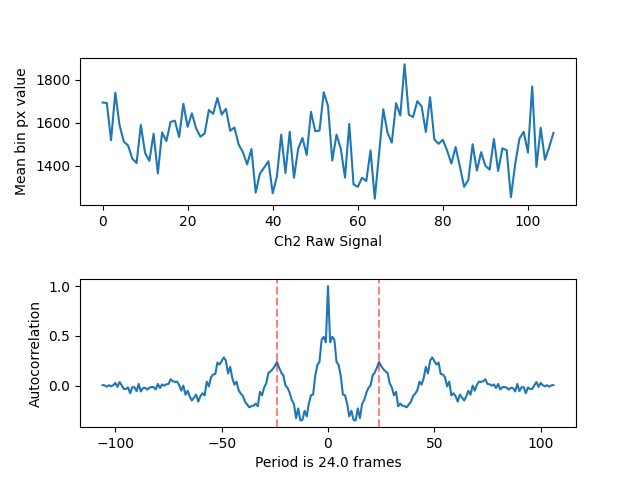 1800
1600
1400
Mean bin px value
0 20 40 60 80 100
Ch2 Raw Signal
1.0
0.5
0.0
Autocorrelation
−100 −50 0 50 100
Period is 24.0 frames